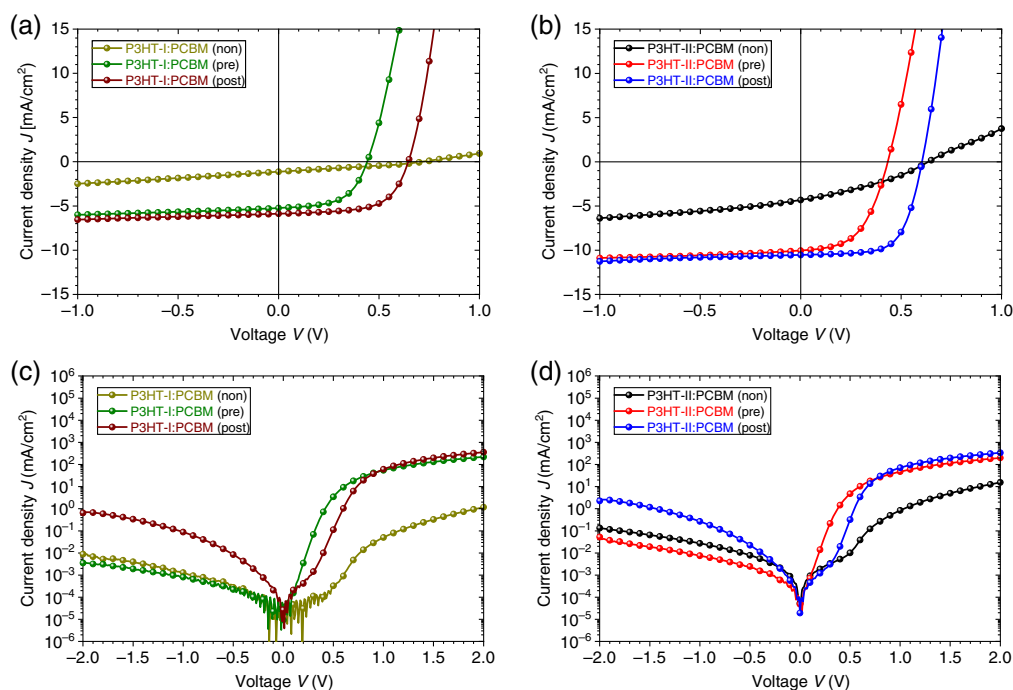 (a)
15
10
5
0
−5
−10
−15
Current density J [mA/cm²)
P3HT-I:PCBM (non)
P3HT-I:PCBM (pre)
P3HT-I:PCBM (post)
−1.0 −0.5 0.0 0.5 1.0
Voltage V (V)
(b)
15
10
5
0
−5
−10
−15
Current density J (mA/cm²)
P3HT-II:PCBM (non)
P3HT-II:PCBM (pre)
P3HT-II:PCBM (post)
−1.0 −0.5 0.0 0.5 1.0
Voltage V (V)
(c)
10⁶
10⁵
10⁴
10³
10²
10¹
10⁰
10⁻¹
10⁻²
10⁻³
10⁻⁴
10⁻⁵
10⁻⁶
Current density J (mA/cm²)
P3HT-I:PCBM (non)
P3HT-I:PCBM (pre)
P3HT-I:PCBM (post)
−2.0 −1.5 −1.0 −0.5 0.0 0.5 1.0 1.5 2.0
Voltage V (V)
(d)
10⁶
10⁵
10⁴
10³
10²
10¹
10⁰
10⁻¹
10⁻²
10⁻³
10⁻⁴
10⁻⁵
10⁻⁶
Current density J (mA/cm²)
P3HT-II:PCBM (non)
P3HT-II:PCBM (pre)
P3HT-II:PCBM (post)
−2.0 −1.5 −1.0 −0.5 0.0 0.5 1.0 1.5 2.0
Voltage V (V)